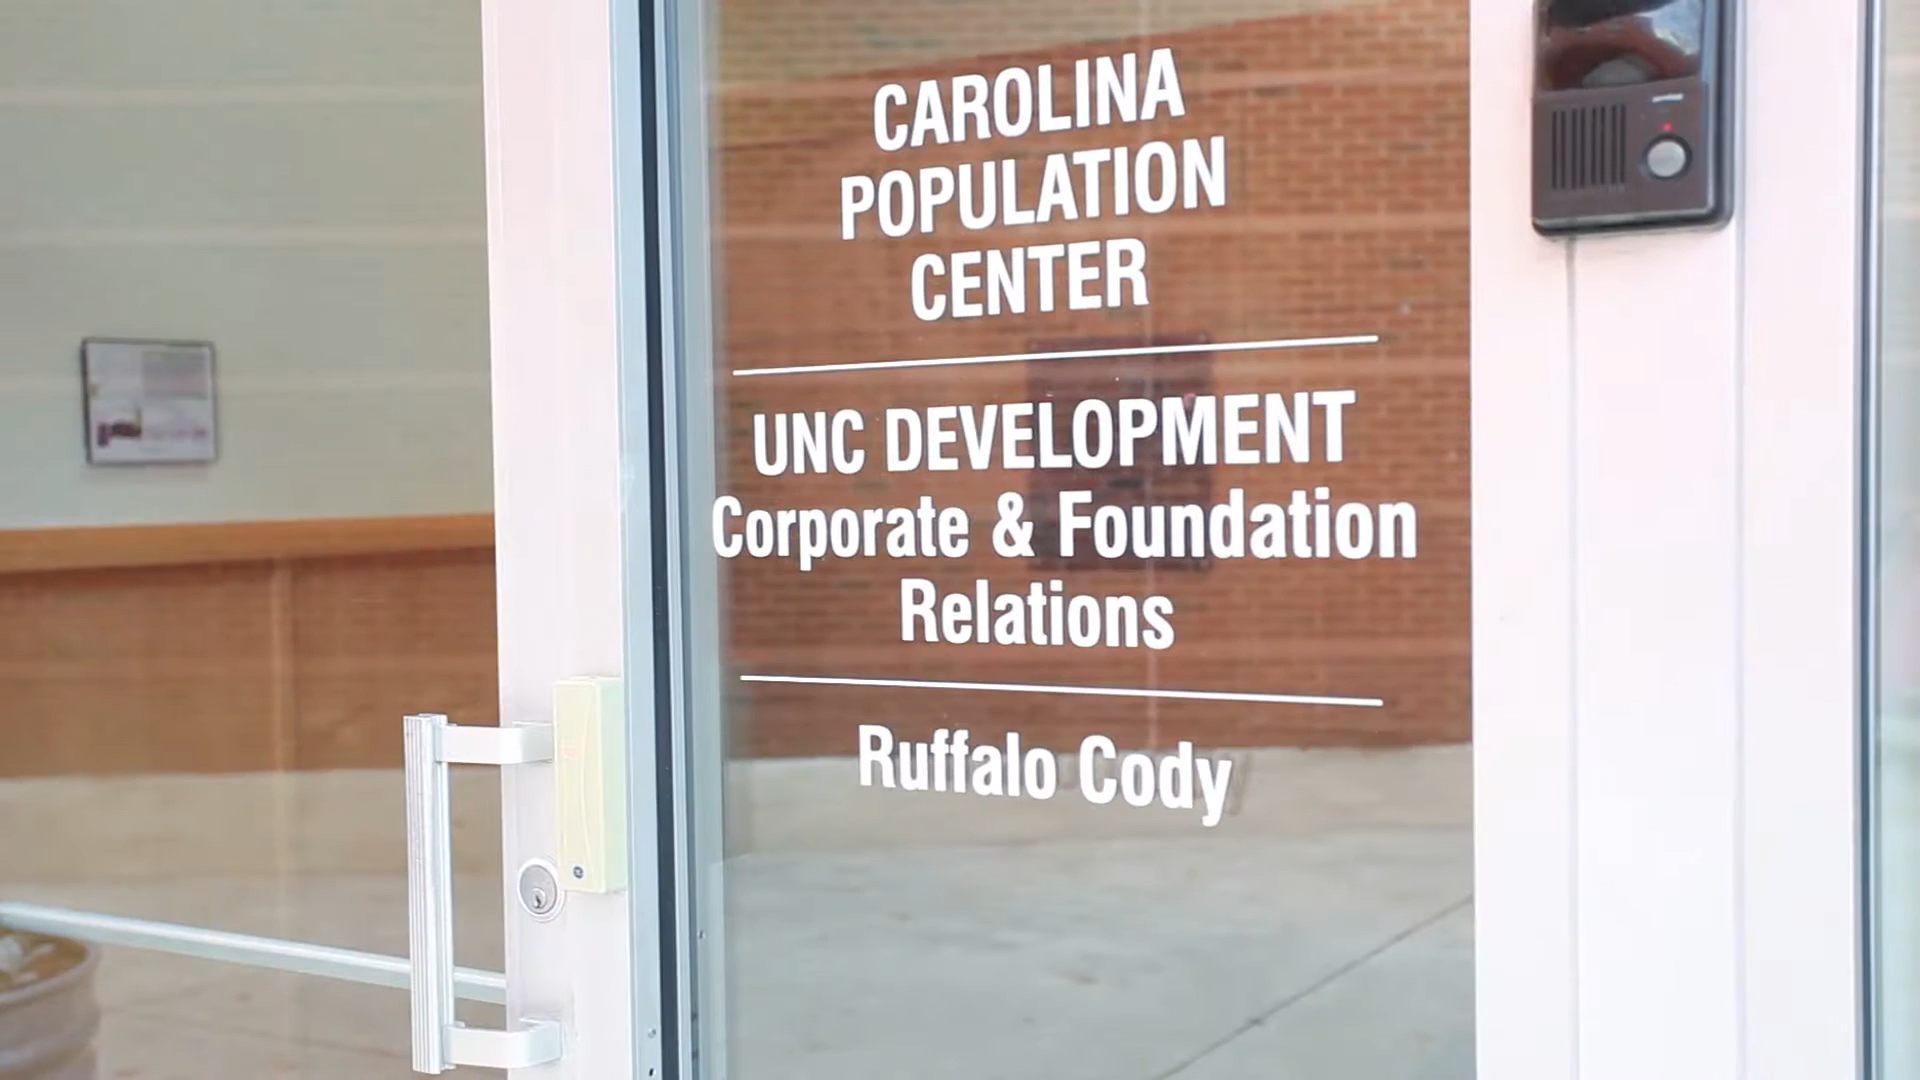 CAROLINA
POPULATION
CENTER
UNC DEVELOPMENT
Corporate & Foundation
Relations
Ruffalo Cody